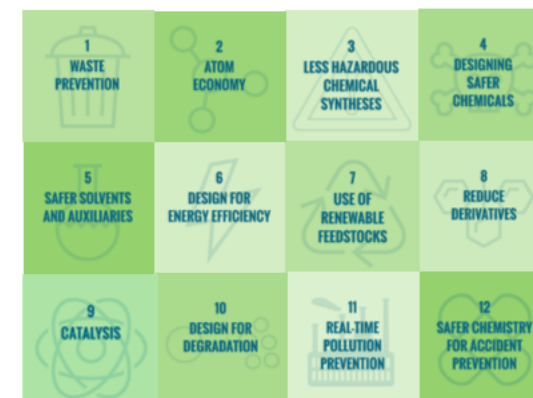 1
WASTE
PREVENTION
2
ATOM
ECONOMY
3
LESS HAZARDOUS
CHEMICAL
SYNTHESES
4
DESIGNING
SAFER
CHEMICALS
5
SAFER SOLVENTS
AND AUXILIARIES
6
DESIGN FOR
ENERGY EFFICIENCY
7
USE OF
RENEWABLE
FEEDSTOCKS
8
REDUCE
DERIVATIVES
9
CATALYSIS
10
DESIGN FOR
DEGRADATION
11
REAL-TIME
POLLUTION
PREVENTION
12
SAFER CHEMISTRY
FOR ACCIDENT
PREVENTION